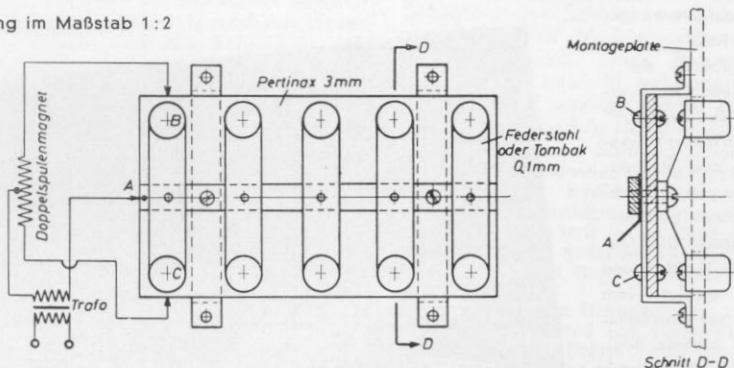 ng im Maßstab 1:2
D
Montageplatte
Pertinax 3mm
B
B
Federstahl
oder Tombak
0,1mm
Doppelspulenmagnet
A
A
C
C
Trafo
D
Schnitt D-D